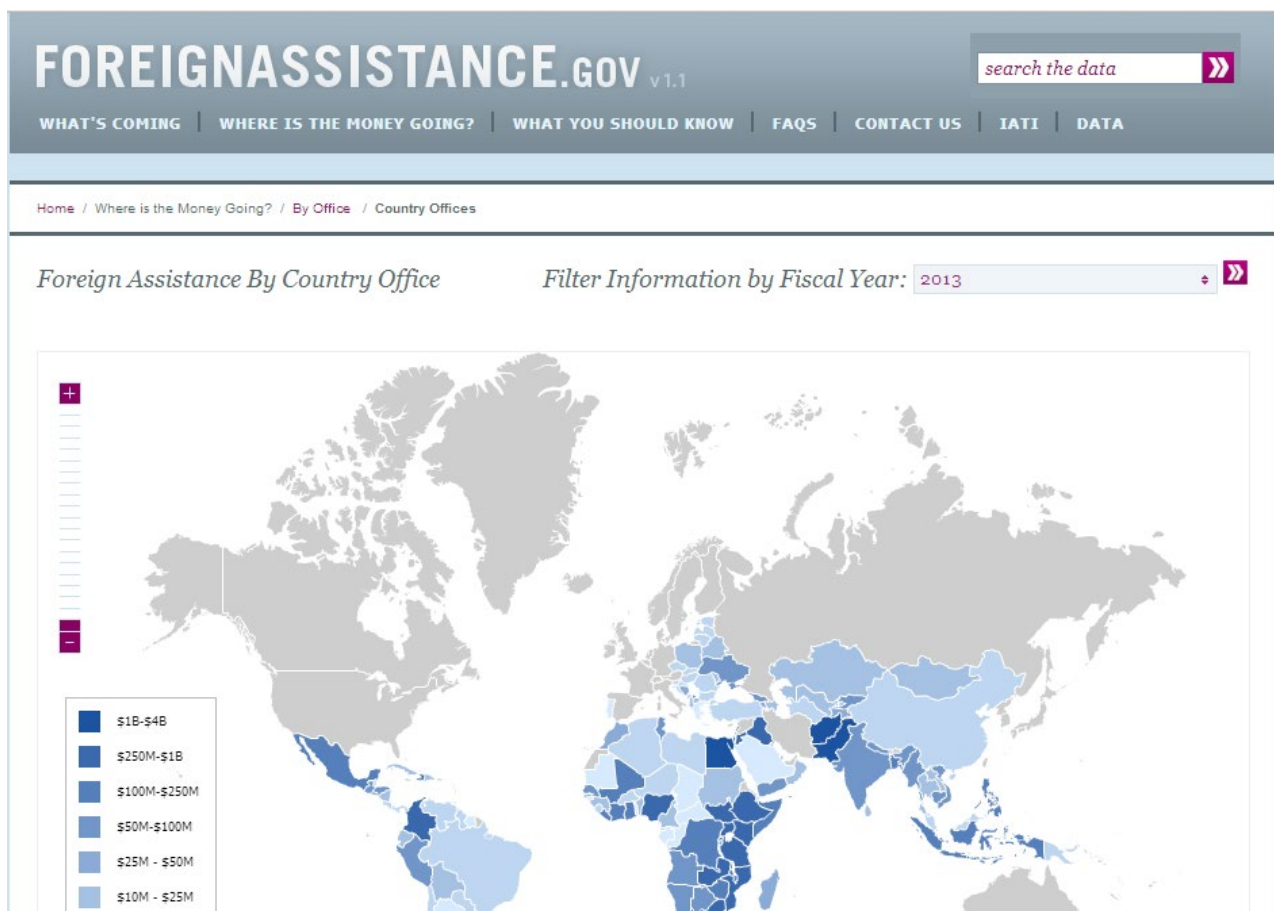 FOREIGNASSISTANCE.GOV v1.1
search the data
WHAT'S COMING | WHERE IS THE MONEY GOING? | WHAT YOU SHOULD KNOW | FAQS | CONTACT US | IATI | DATA
Home / Where is the Money Going? / By Office / Country Offices
Foreign Assistance By Country Office
Filter Information by Fiscal Year: 2013
$1B-$4B
$250M-$1B
$100M-$250M
$50M-$100M
$25M - $50M
$10M - $25M